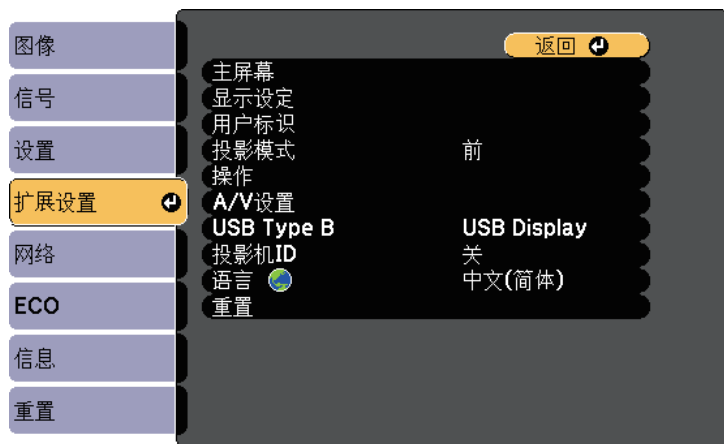 图像
信号
设置
扩展设置
网络
ECO
信息
重置
返回
主屏幕
显示设定
用户标识
投影模式 前
操作
A/V设置
USB Type B USB Display
投影机ID 关
语言 中文(简体)
重置